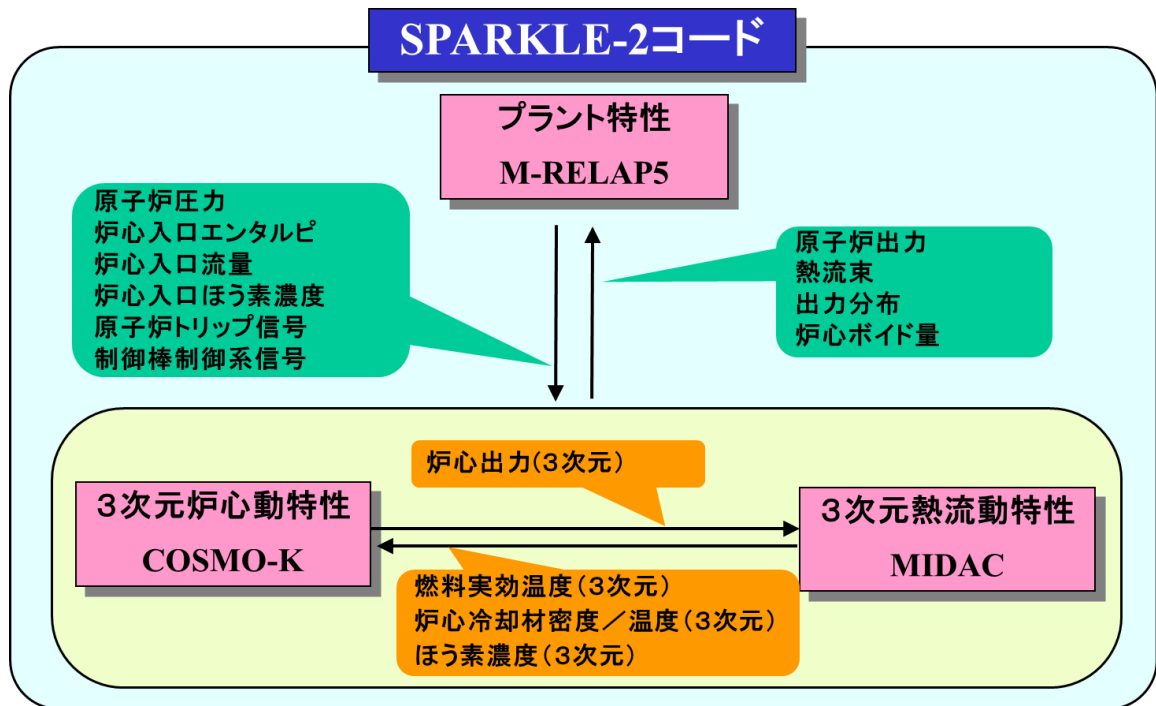 SPARKLE-2コード
プラント特性
M-RELAP5
原子炉圧力
炉心入口エンタルピ
炉心入口流量
炉心入口ほう素濃度
原子炉トリップ信号
制御棒制御系信号
原子炉出力
熱流束
出力分布
炉心ボイド量
炉心出力(３次元)
３次元炉心動特性
COSMO-K
３次元熱流動特性
MIDAC
燃料実効温度(３次元)
炉心冷却材密度／温度(３次元)
ほう素濃度(３次元)